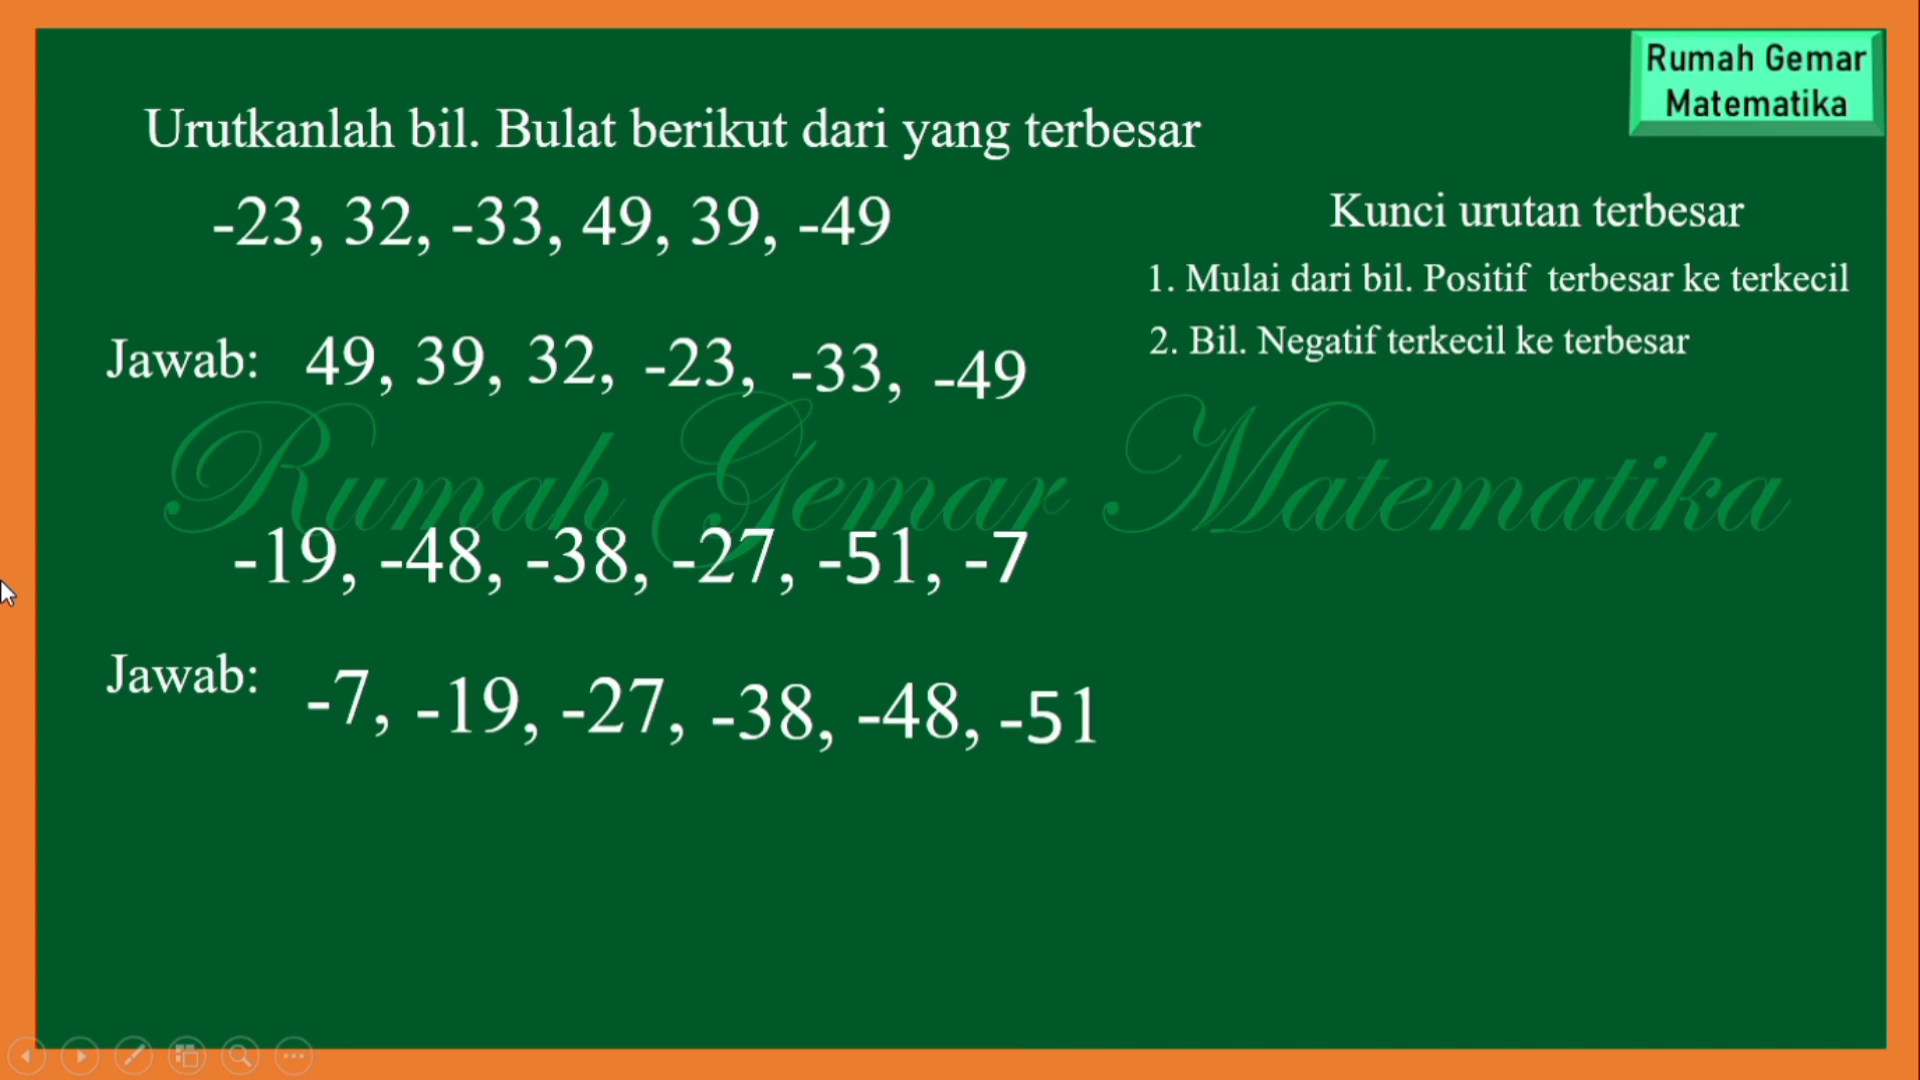 Rumah Gemar
Matematika
Urutkanlah bil. Bulat berikut dari yang terbesar
-23, 32, -33, 49, 39, -49
Jawab: 49, 39, 32, -23, -33, -49
Kunci urutan terbesar
1. Mulai dari bil. Positif terbesar ke terkecil
2. Bil. Negatif terkecil ke terbesar
Rumah Gemar Matematika
-19, -48, -38, -27, -51, -7
Jawab: -7, -19, -27, -38, -48, -51